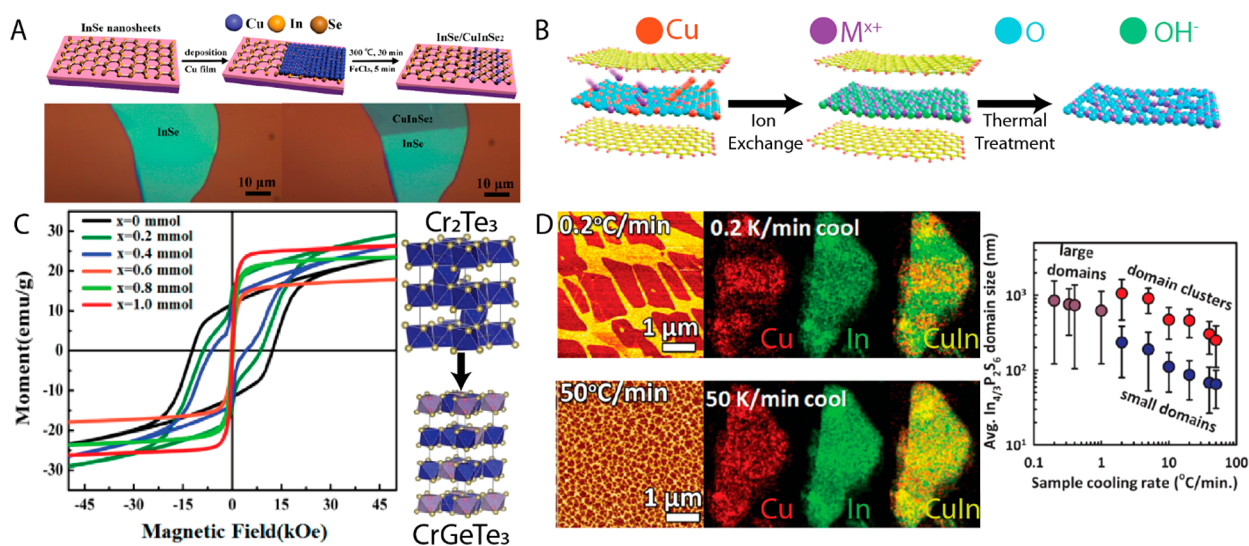 A
Cu In Se
InSe nanosheets
deposition
Cu film
300 ℃, 30 min
FeCl₃, 5 min
InSe/CuInSe₂
InSe
10 μm
CuInSe₂
InSe
10 μm
B
Cu Mˣ⁺ O OH⁻
Ion
Exchange
Thermal
Treatment
C
x=0 mmol
x=0.2 mmol
x=0.4 mmol
x=0.6 mmol
x=0.8 mmol
x=1.0 mmol
Moment(emu/g)
30
20
10
0
-10
-20
-30
-50 -30 -15 0 15 30 50
Magnetic Field(kOe)
Cr₂Te₃
CrGeTe₃
D
0.2°C/min
1 μm
0.2 K/min cool
Cu In CuIn
50°C/min
1 μm
50 K/min cool
Cu In CuIn
Avg. In₄/₃P₂S₆ domain size (nm)
10³
10²
10¹
large
domains
domain clusters
small domains
0.1 1 10 100
Sample cooling rate (°C/min.)